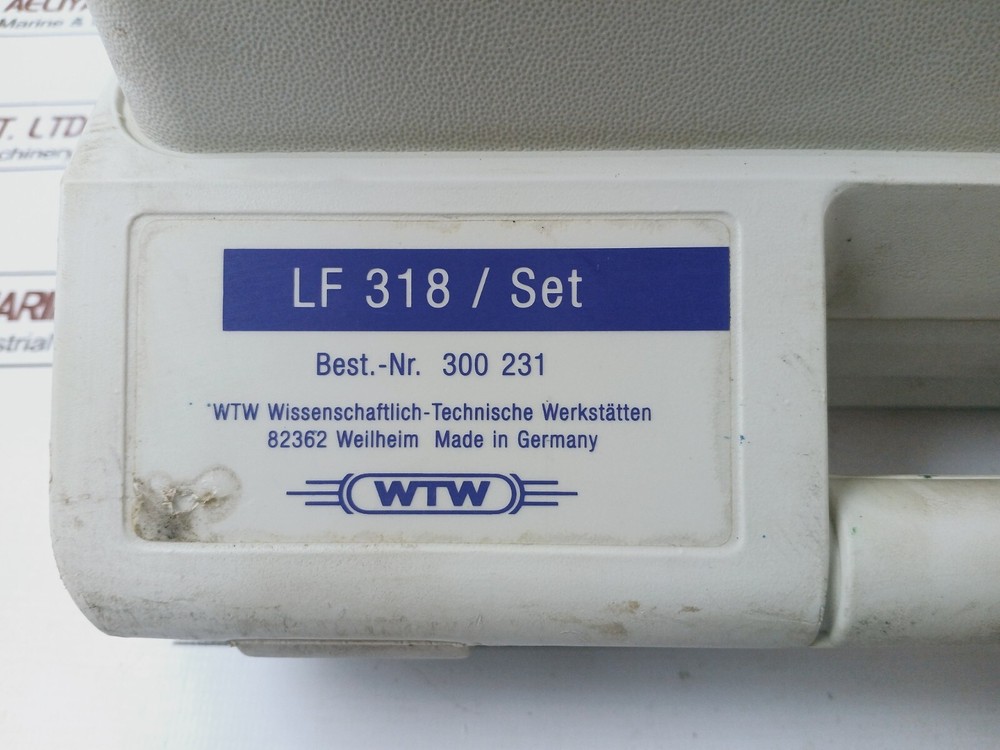 T. LTD
LF 318 / Set
Best.-Nr. 300 231
WTW Wissenschaftlich-Technische Werkstätten
82362 Weilheim Made in Germany
WTW